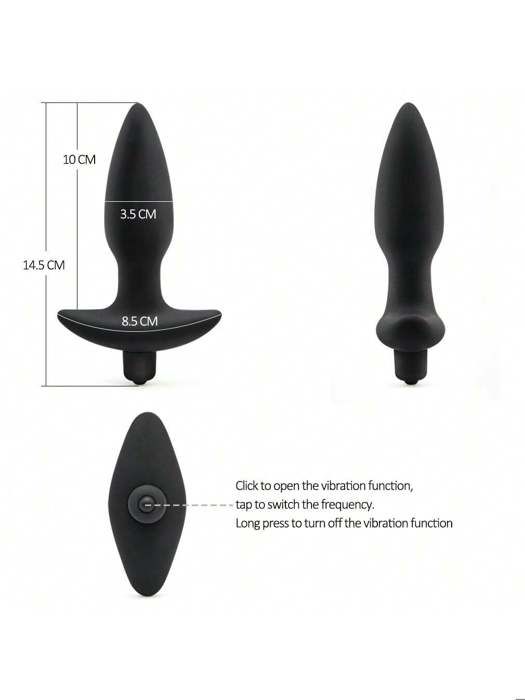 10 CM
3.5 CM
14.5 CM
8.5 CM
Click to open the vibration function,
tap to switch the frequency.
Long press to turn off the vibration function